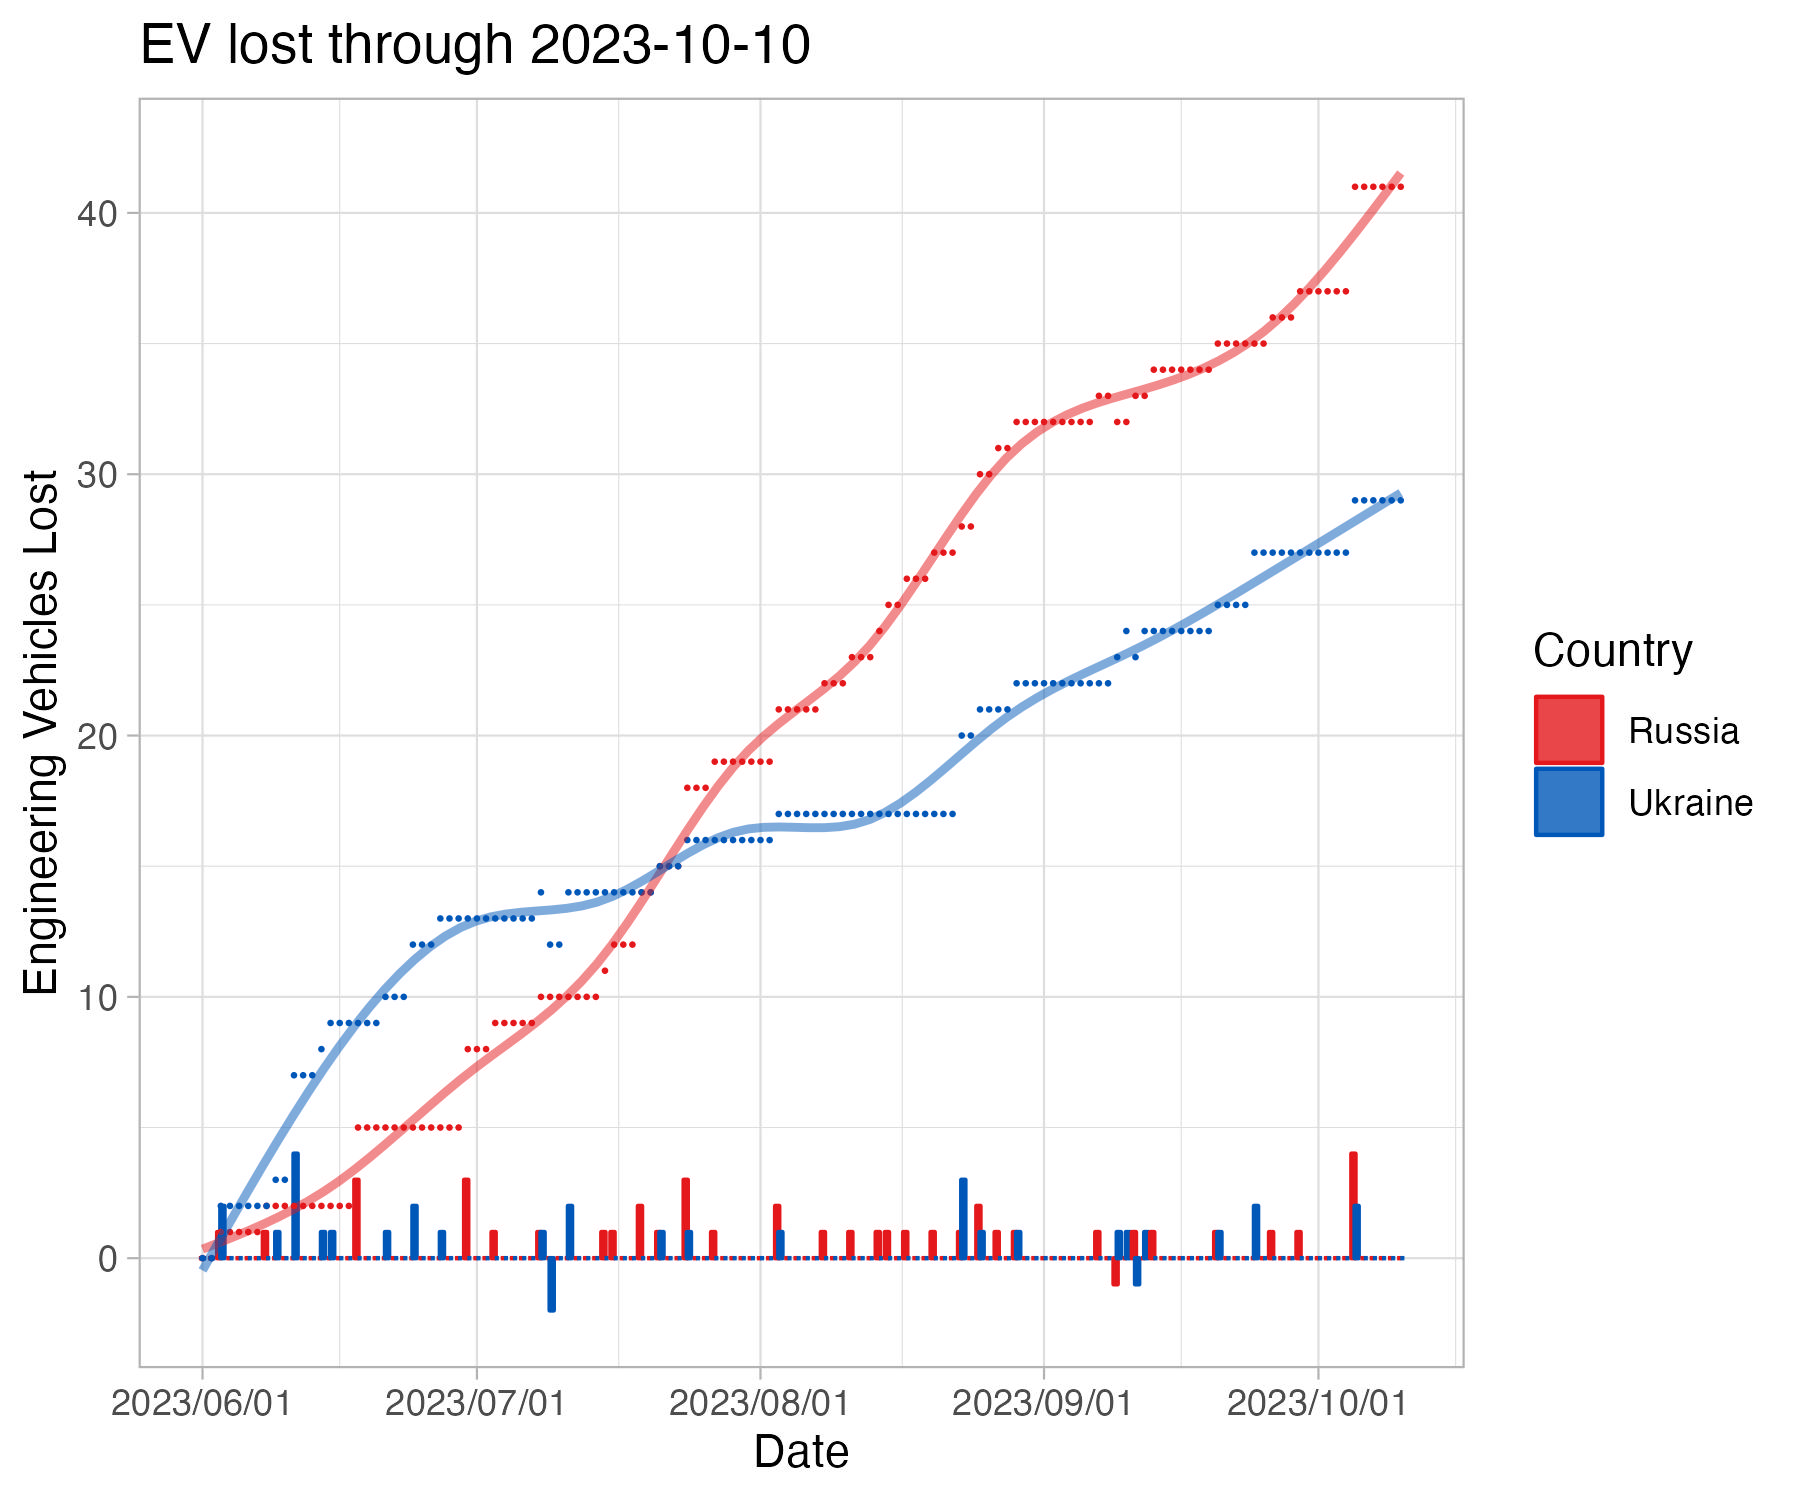 EV lost through 2023-10-10
Engineering Vehicles Lost
40
30
20
10
0
2023/06/01
2023/07/01
2023/08/01
2023/09/01
2023/10/01
Date
Country
Russia
Ukraine